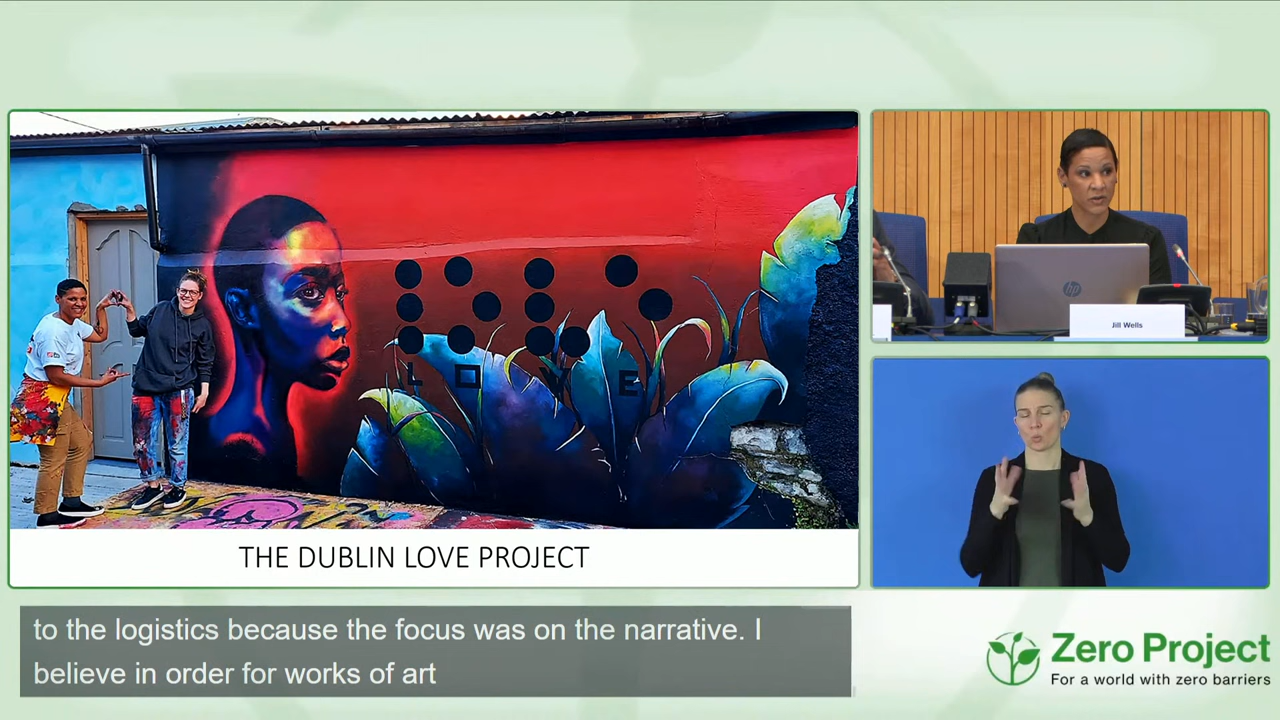 L O V E
THE DUBLIN LOVE PROJECT
hp
Jill Wells
to the logistics because the focus was on the narrative. I
believe in order for works of art
Zero Project
For a world with zero barriers